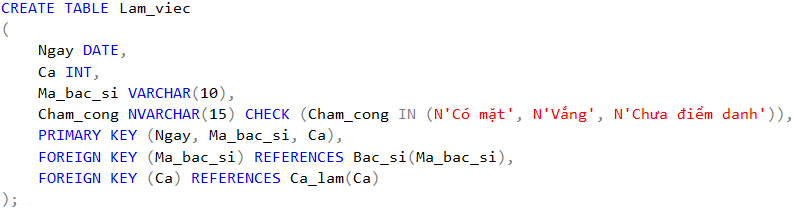 CREATE TABLE Lam_viec
(
    Ngay DATE,
    Ca INT,
    Ma_bac_si VARCHAR(10),
    Cham_cong NVARCHAR(15) CHECK (Cham_cong IN (N'Có mặt', N'Vắng', N'Chưa điểm danh')),
    PRIMARY KEY (Ngay, Ma_bac_si, Ca),
    FOREIGN KEY (Ma_bac_si) REFERENCES Bac_si(Ma_bac_si),
    FOREIGN KEY (Ca) REFERENCES Ca_lam(Ca)
);